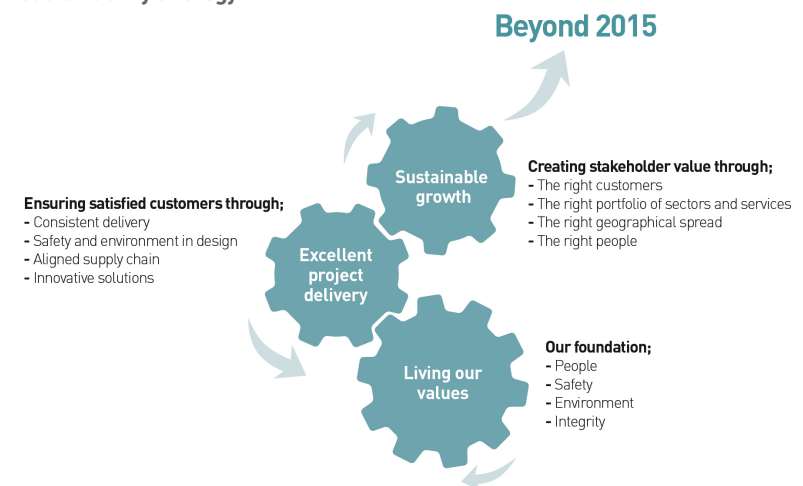 Beyond 2015
Sustainable
growth
Creating stakeholder value through;
- The right customers
- The right portfolio of sectors and services
- The right geographical spread
- The right people
Ensuring satisfied customers through;
- Consistent delivery
- Safety and environment in design
- Aligned supply chain
- Innovative solutions
Excellent
project
delivery
Living our
values
Our foundation;
- People
- Safety
- Environment
- Integrity